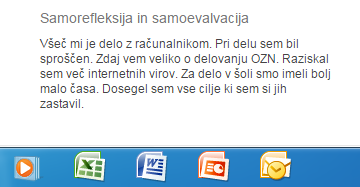 Samorefleksija in samoevalvacija
Všeč mi je delo z računalnikom. Pri delu sem bil
sproščen. Zdaj vem veliko o delovanju OZN. Raziskal
sem več internetnih virov. Za delo v šoli smo imeli bolj
malo časa. Dosegel sem vse cilje ki sem si jih
zastavil.